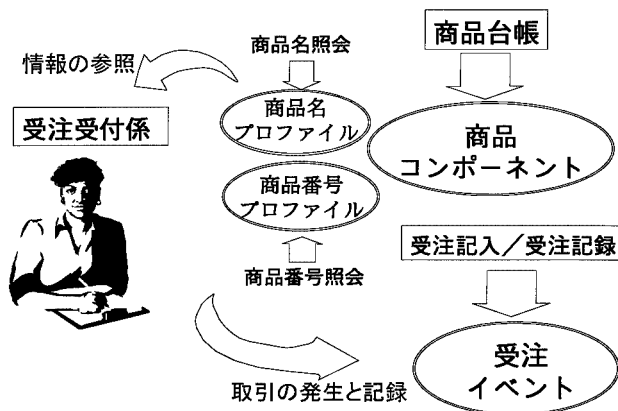 商品名照会
商品台帳
情報の参照
商品名
プロファイル
受注受付係
商品
コンポーネント
商品番号
プロファイル
受注記入／受注記録
商品番号照会
受注
イベント
取引の発生と記録